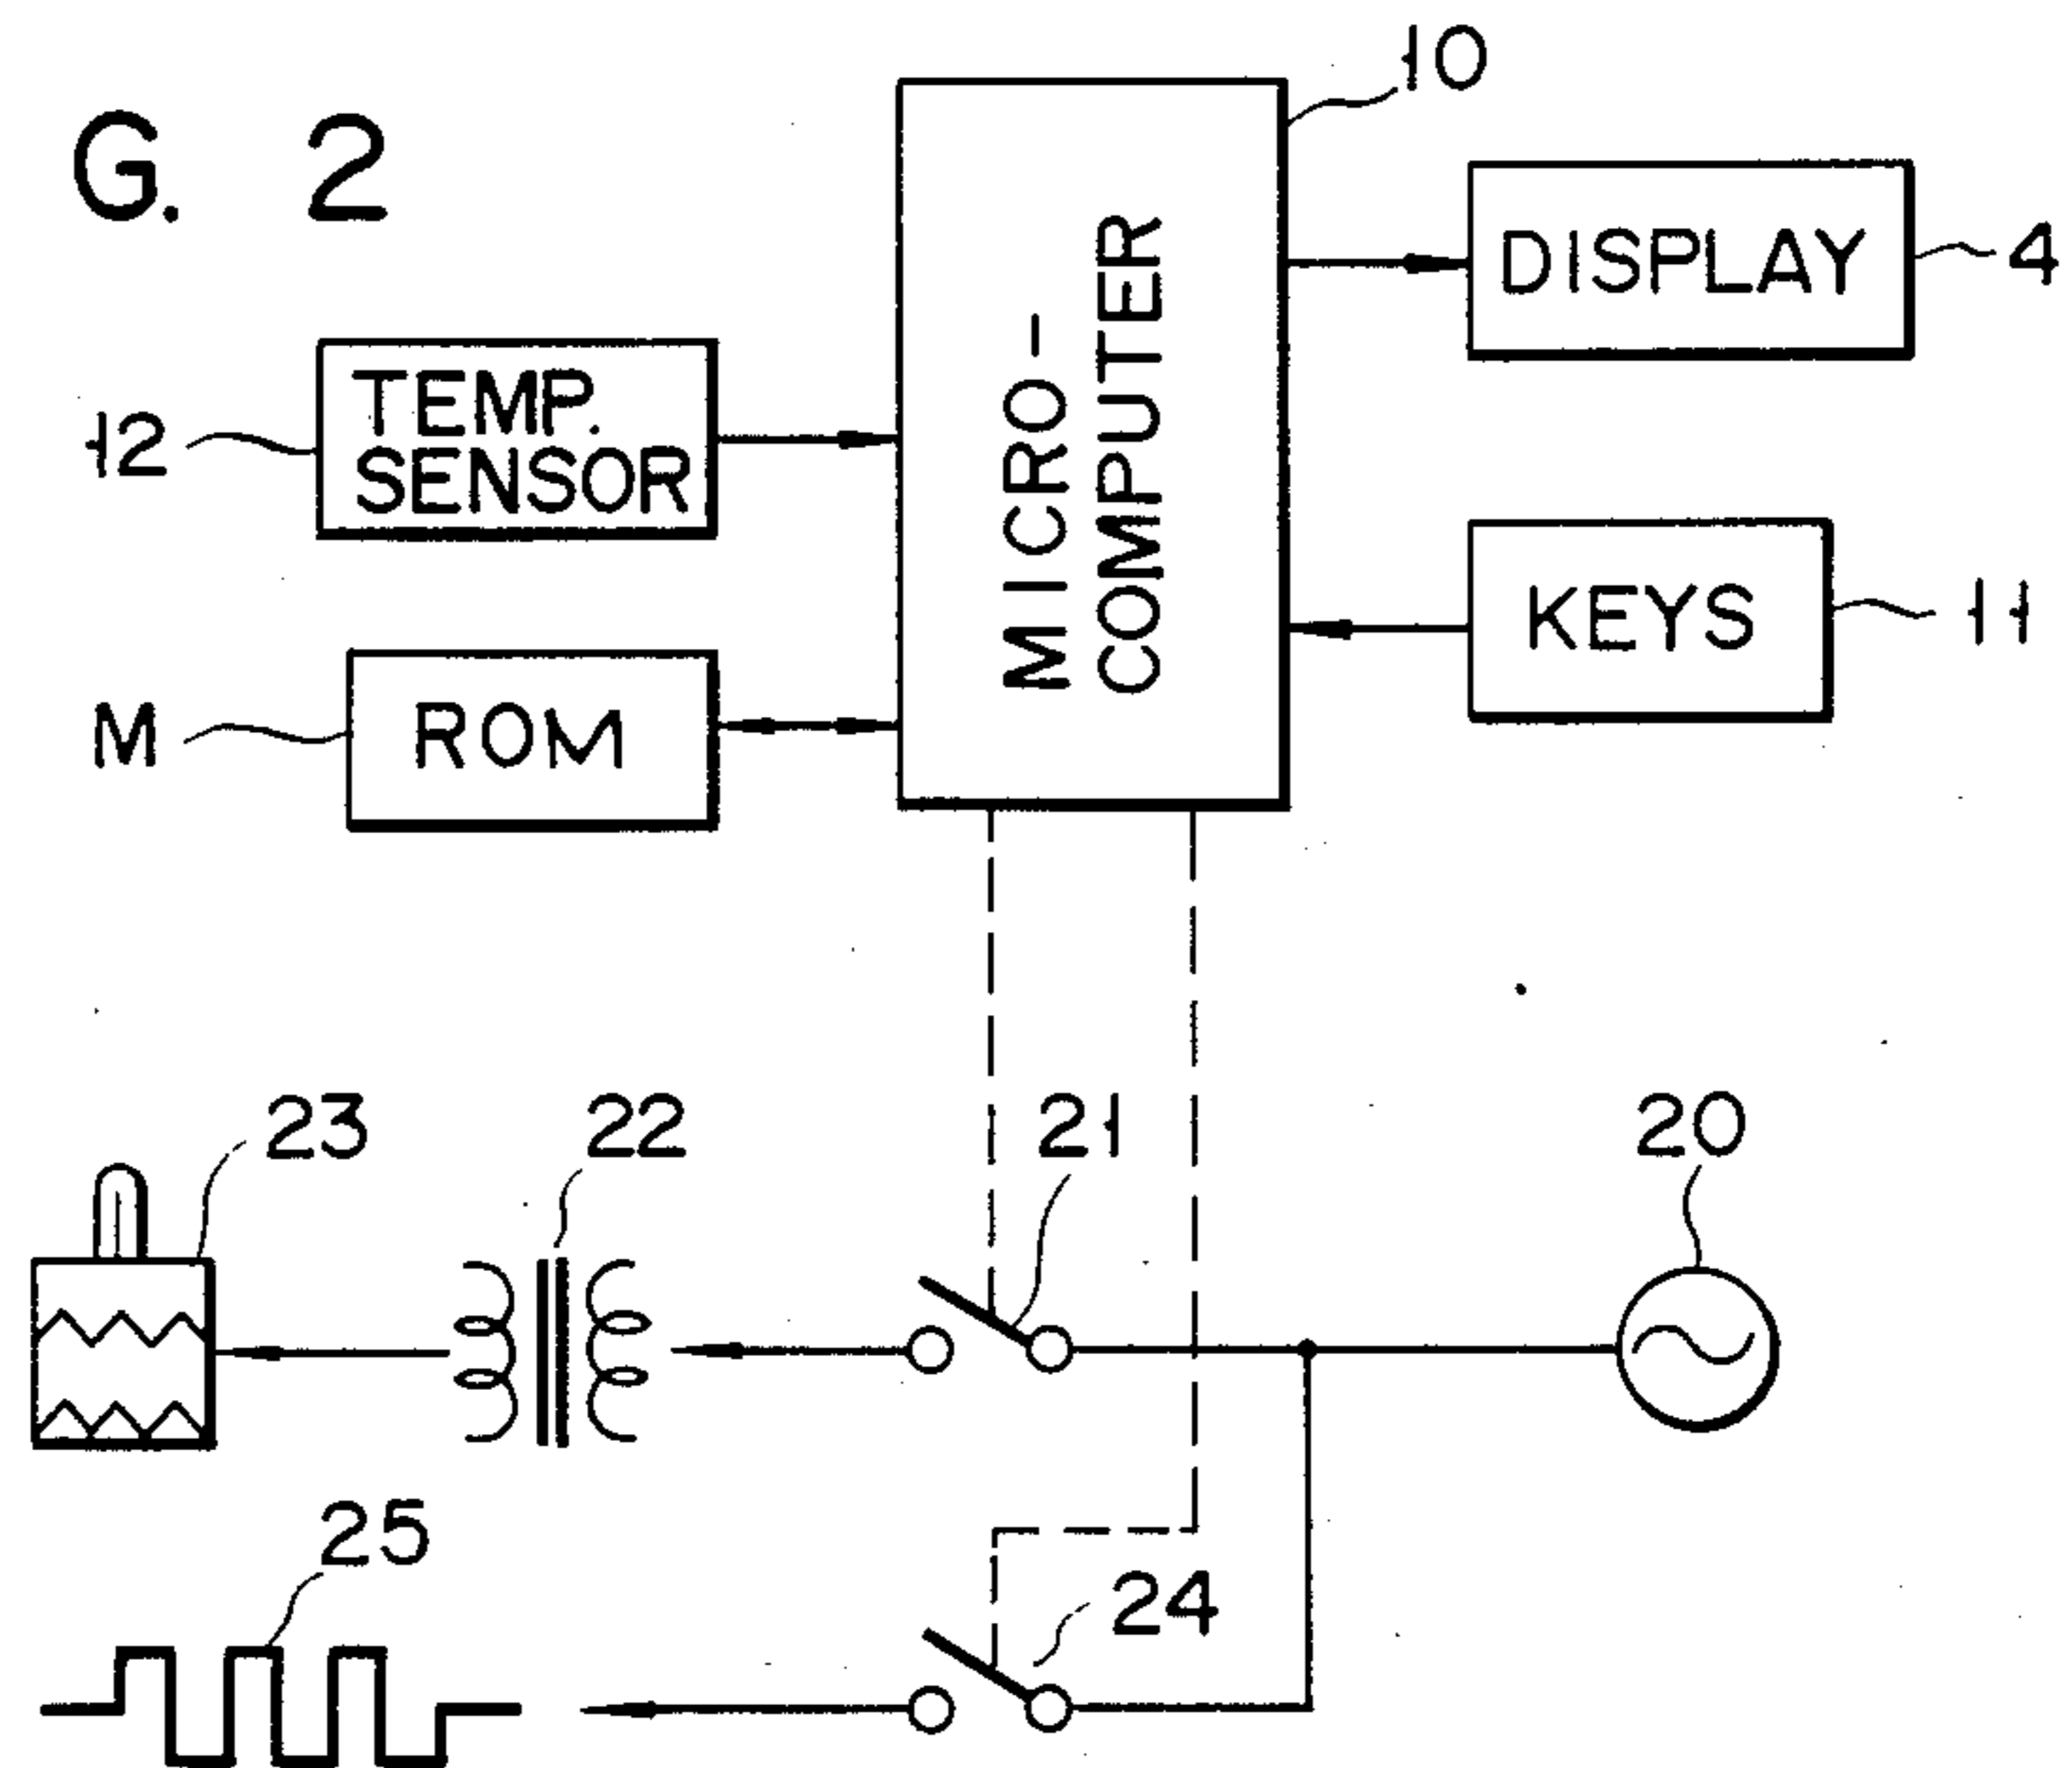 G. 2
10
MICRO-
COMPUTER
DISPLAY
4
TEMP.
SENSOR
12
KEYS
11
ROM
M
23
22
21
20
25
24